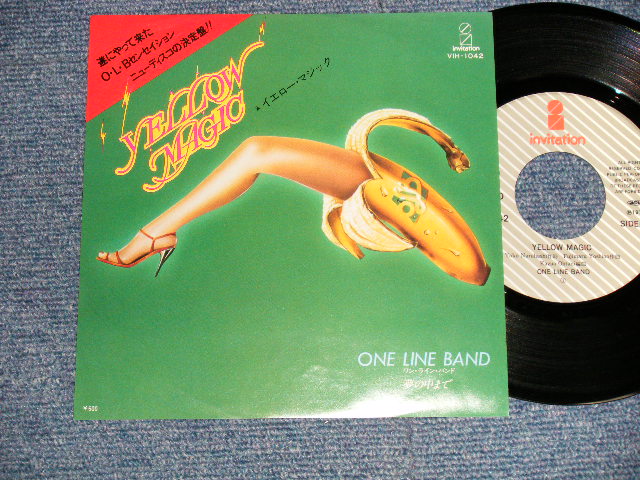 遂にやって来た
O・L・Bセンセイション
ニューディスコの決定盤!!
invitation
VIH-1042
YELLOW
MAGIC
★イエロー・マジック
ONE LINE BAND
ワン・ライン・バンド
夢の中まで
¥600
invitation
SIDE
YELLOW MAGIC
ONE LINE BAND